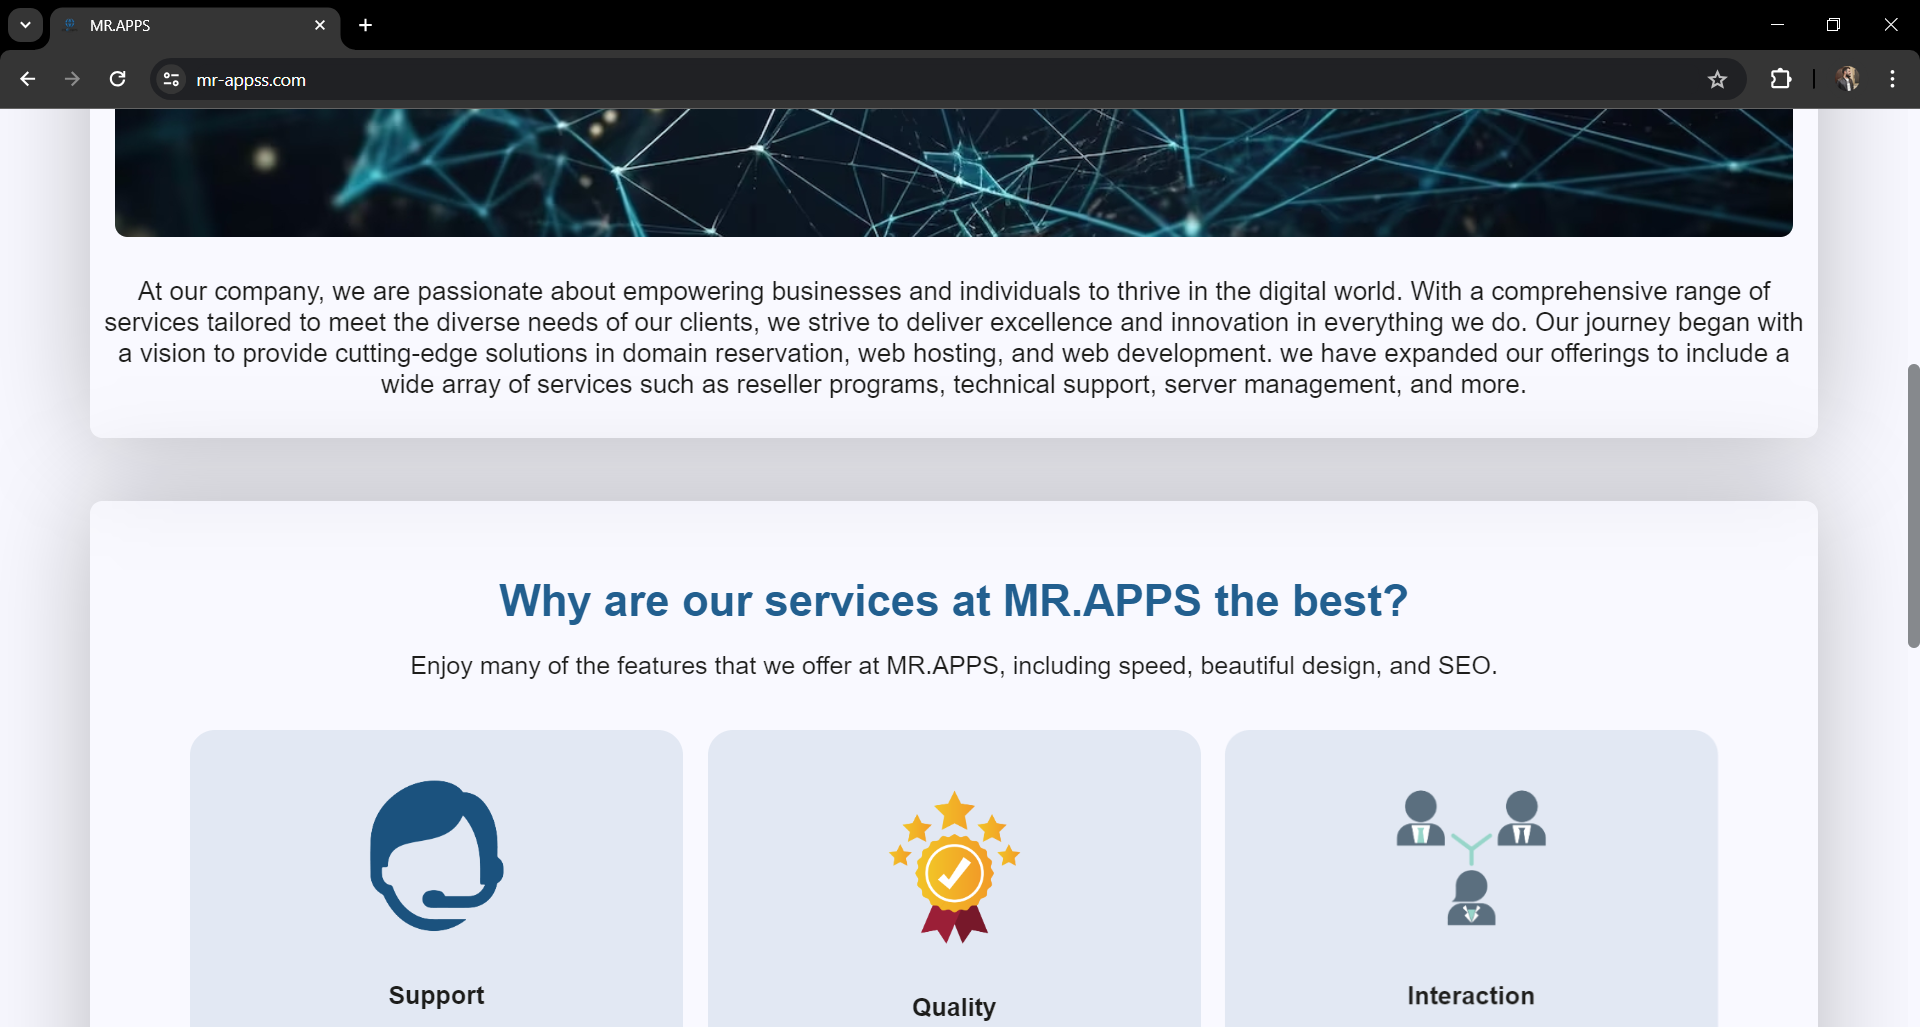 MR.APPS
mr-appss.com
At our company, we are passionate about empowering businesses and individuals to thrive in the digital world. With a comprehensive range of
services tailored to meet the diverse needs of our clients, we strive to deliver excellence and innovation in everything we do. Our journey began with
a vision to provide cutting-edge solutions in domain reservation, web hosting, and web development. we have expanded our offerings to include a
wide array of services such as reseller programs, technical support, server management, and more.
Why are our services at MR.APPS the best?
Enjoy many of the features that we offer at MR.APPS, including speed, beautiful design, and SEO.
Support
Quality
Interaction